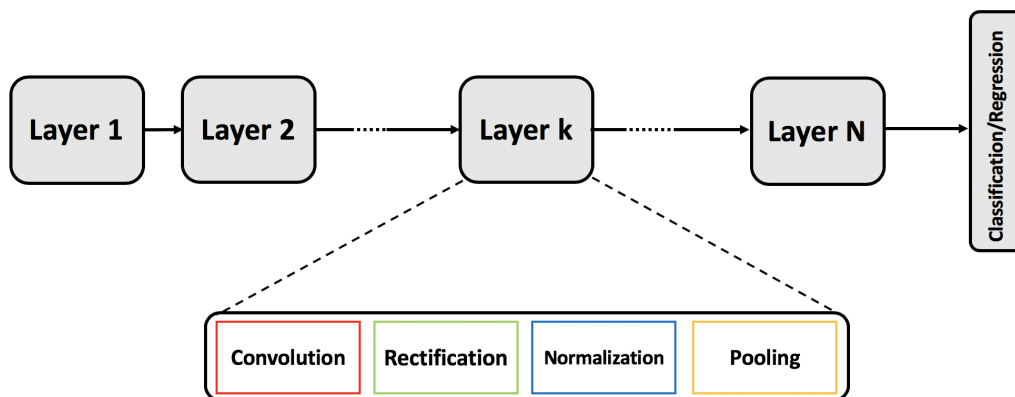 Layer 1
Layer 2
Layer k
Layer N
Classification/Regression
Convolution
Rectification
Normalization
Pooling